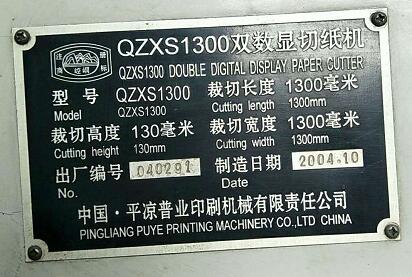 QZXS1300双数显切纸机
QZXS1300 DOUBLE DIGITAL DISPLAY PAPER CUTTER
型号 QZXS1300 裁切长度 1300毫米
Model QZXS1300 Cutting length 1300mm
裁切高度 130毫米 裁切宽度 1300毫米
Cutting height 130mm Cutting width 1300mm
出厂编号 040291 制造日期 2004.10
No. Date
中国·平凉普业印刷机械有限责任公司
PINGLIANG PUYE PRINTING MACHINERY CO.,LTD CHINA